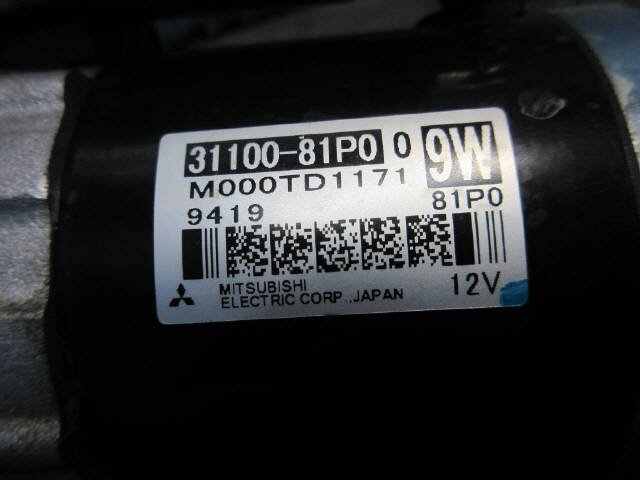 31100-81P0 0 9W
M000TD1171
9419 81P0
MITSUBISHI
ELECTRIC CORP.,JAPAN 12V